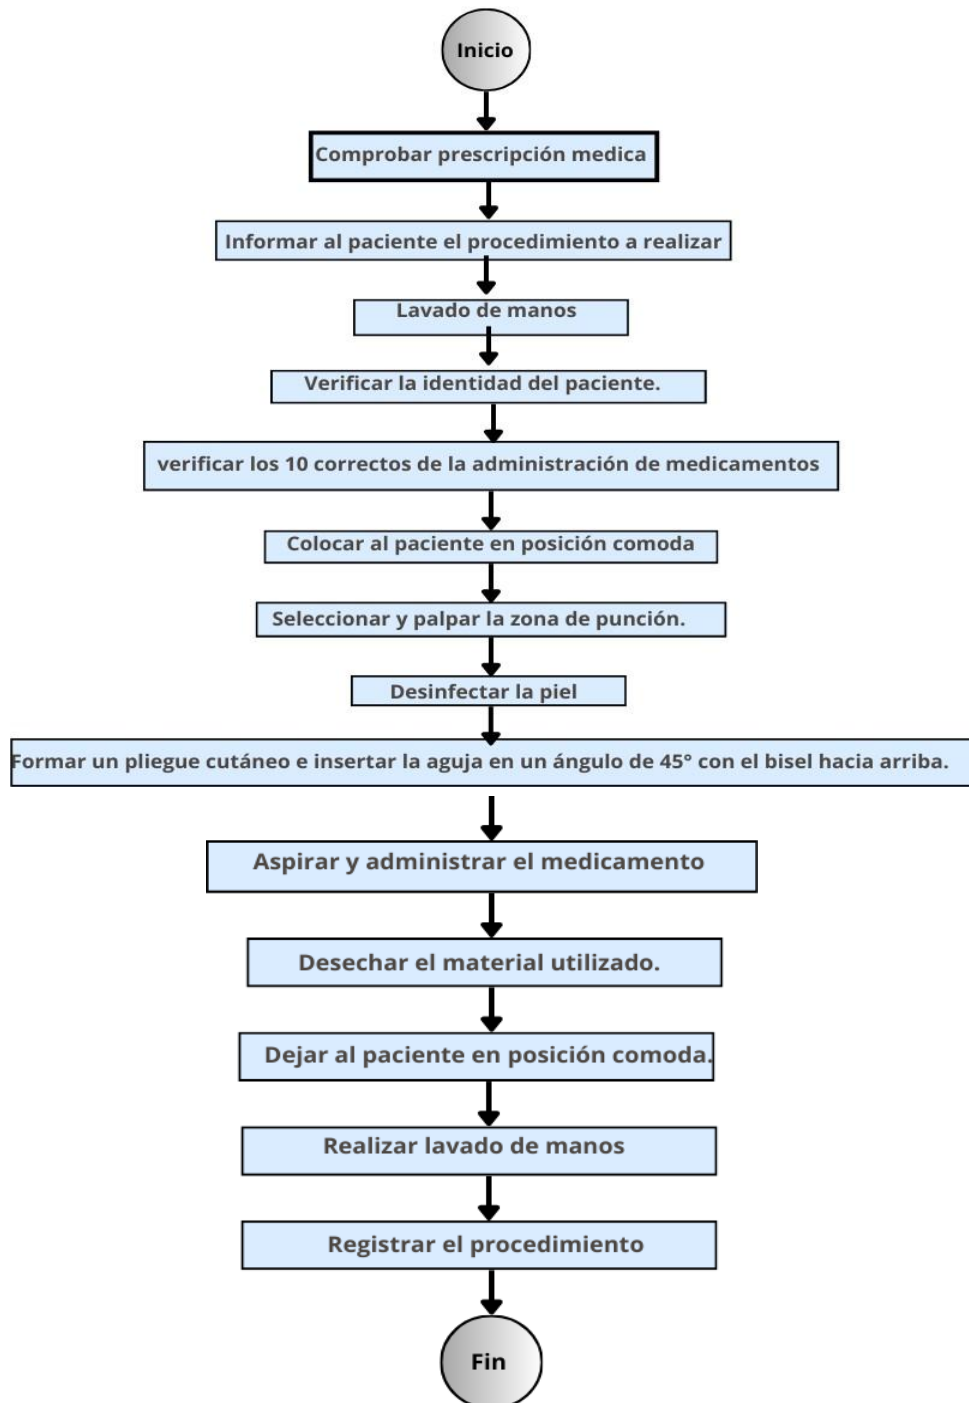 Inicio
Comprobar prescripción medica
Informar al paciente el procedimiento a realizar
Lavado de manos
Verificar la identidad del paciente.
verificar los 10 correctos de la administración de medicamentos
Colocar al paciente en posición comoda
Seleccionar y palpar la zona de punción.
Desinfectar la piel
Formar un pliegue cutáneo e insertar la aguja en un ángulo de 45° con el bisel hacia arriba.
Aspirar y administrar el medicamento
Desechar el material utilizado.
Dejar al paciente en posición comoda.
Realizar lavado de manos
Registrar el procedimiento
Fin